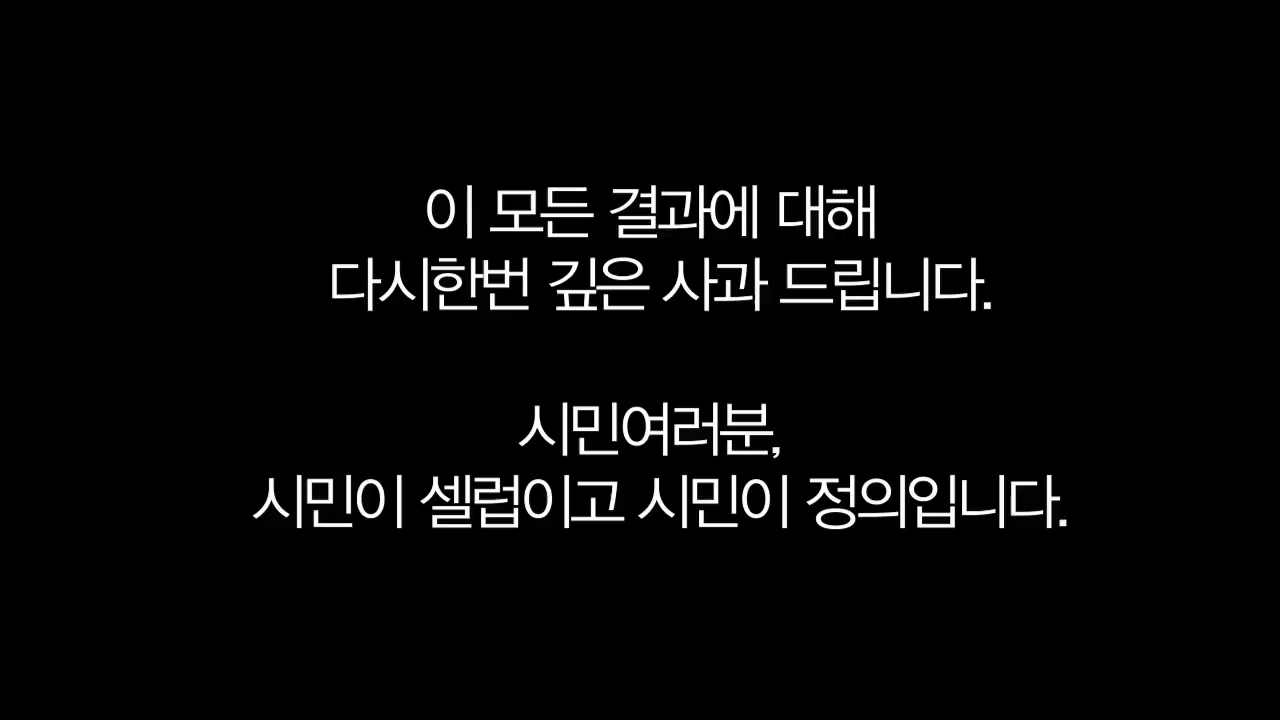 이 모든 결과에 대해
다시한번 깊은 사과 드립니다.
시민여러분,
시민이 셀럽이고 시민이 정의입니다.